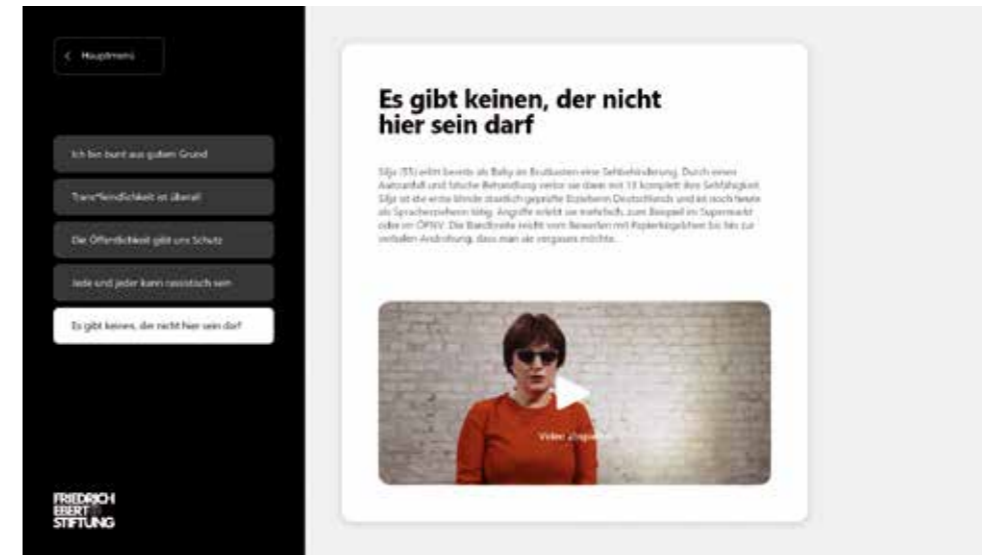 Hauptmenü
Ich bin bunt aus gutem Grund
Trans*feindlichkeit ist überall
Die Öffentlichkeit gibt uns Schutz
Jede und jeder kann rassistisch sein
Es gibt keinen, der nicht hier sein darf
FRIEDRICH
EBERT
STIFTUNG
Es gibt keinen, der nicht
hier sein darf
Silja (55) erlitt bereits als Baby im Brutkasten eine Sehbehinderung. Durch einen
Autounfall und falsche Behandlung verlor sie dann mit 13 komplett ihre Sehfähigkeit.
Silja ist die erste blinde staatlich geprüfte Erzieherin Deutschlands und ist noch heute
als Spracherzieherin tätig. Angriffe erlebt sie mehrfach, zum Beispiel im Supermarkt
oder im ÖPNV. Die Bandbreite reicht vom Bewerfen mit Papierkügelchen bis hin zur
verbalen Androhung, dass man sie vergasen möchte.
Video